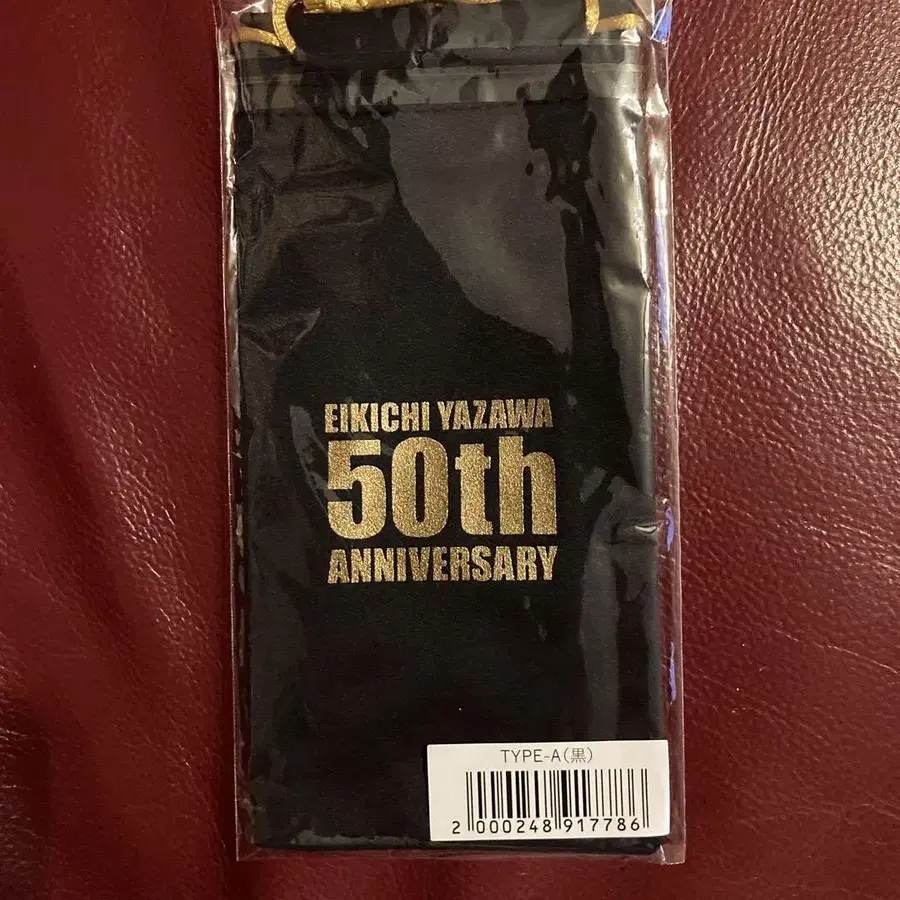 EIKICHI YAZAWA
50th
ANNIVERSARY
TYPE-A(黒)
2 000248 917786